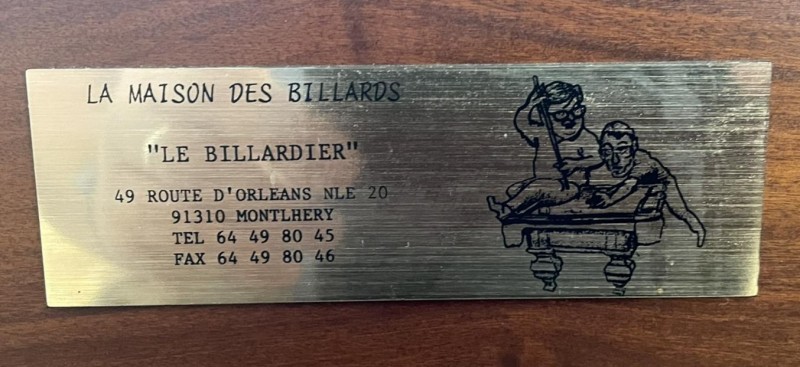 LA MAISON DES BILLARDS
"LE BILLARDIER"
49 ROUTE D'ORLEANS NLE 20
91310 MONTLHERY
TEL 64 49 80 45
FAX 64 49 80 46